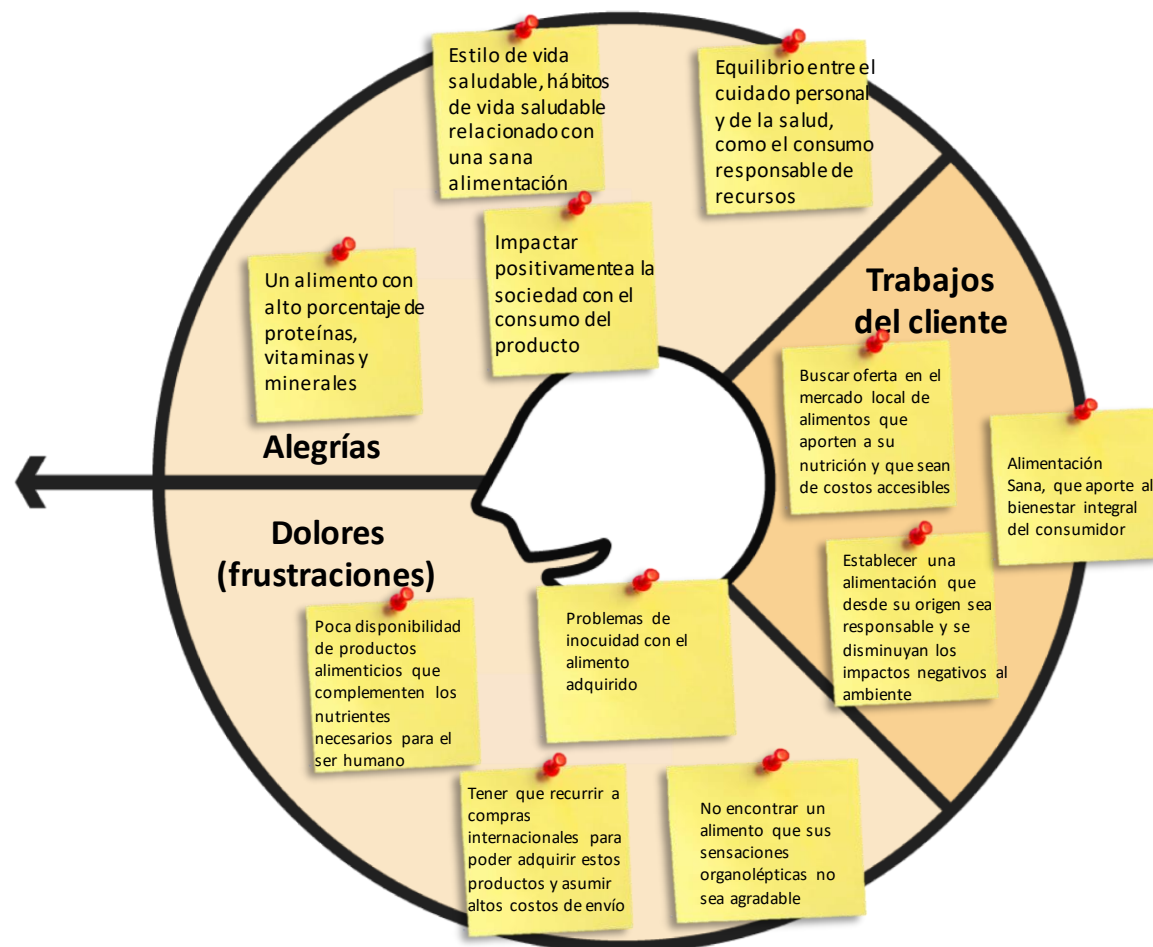 Estilo de vida
saludable, hábitos
de vida saludable
relacionado con
una sana
alimentación
Equilibrio entre el
cuidado personal
y de la salud,
como el consumo
responsable de
recursos
Un alimento con
alto porcentaje de
proteínas,
vitaminas y
minerales
Impactar
positivamente a la
sociedad con el
consumo del
producto
Alegrías
Trabajos
del cliente
Buscar oferta en el
mercado local de
alimentos que
aporten a su
nutrición y que sean
de costos accesibles
Alimentación
Sana, que aporte al
bienestar integral
del consumidor
Establecer una
alimentación que
desde su origen sea
responsable y se
disminuyan los
impactos negativos al
ambiente
Dolores
(frustraciones)
Poca disponibilidad
de productos
alimenticios que
complementen los
nutrientes
necesarios para el
ser humano
Problemas de
inocuidad con el
alimento
adquirido
Tener que recurrir a
compras
internacionales para
poder adquirir estos
productos y asumir
altos costos de envío
No encontrar un
alimento que sus
sensaciones
organolépticas no
sea agradable